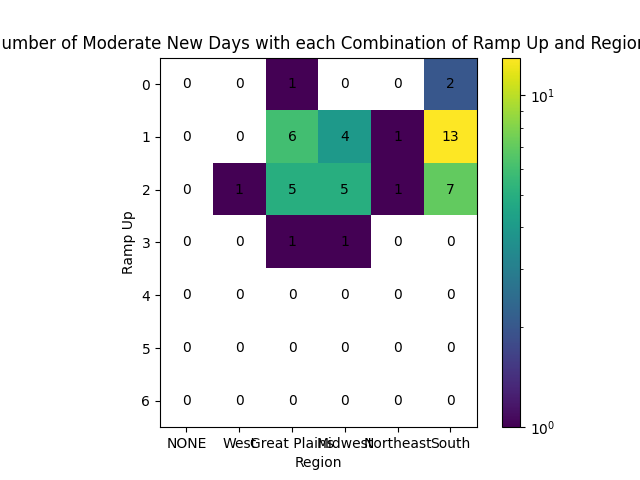 umber of Moderate New Days with each Combination of Ramp Up and Region
0 0 0 1 0 0 2
1 0 0 6 4 1 13
2 0 1 5 5 1 7
3 0 0 1 1 0 0
4 0 0 0 0 0 0
5 0 0 0 0 0 0
6 0 0 0 0 0 0
NONE West Great Plains Midwest Northeast South
Region
Ramp Up
10¹
10⁰